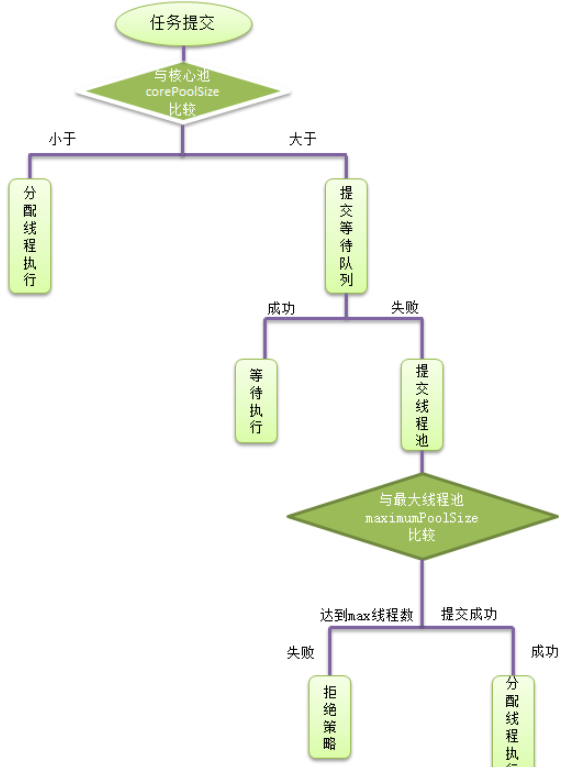 任务提交
与核心池
corePoolSize
比较
小于
大于
分配线程执行
提交等待队列
成功
失败
等待执行
提交线程池
与最大线程池
maximumPoolSize
比较
达到max线程数
提交成功
失败
成功
拒绝策略
分配线程执行